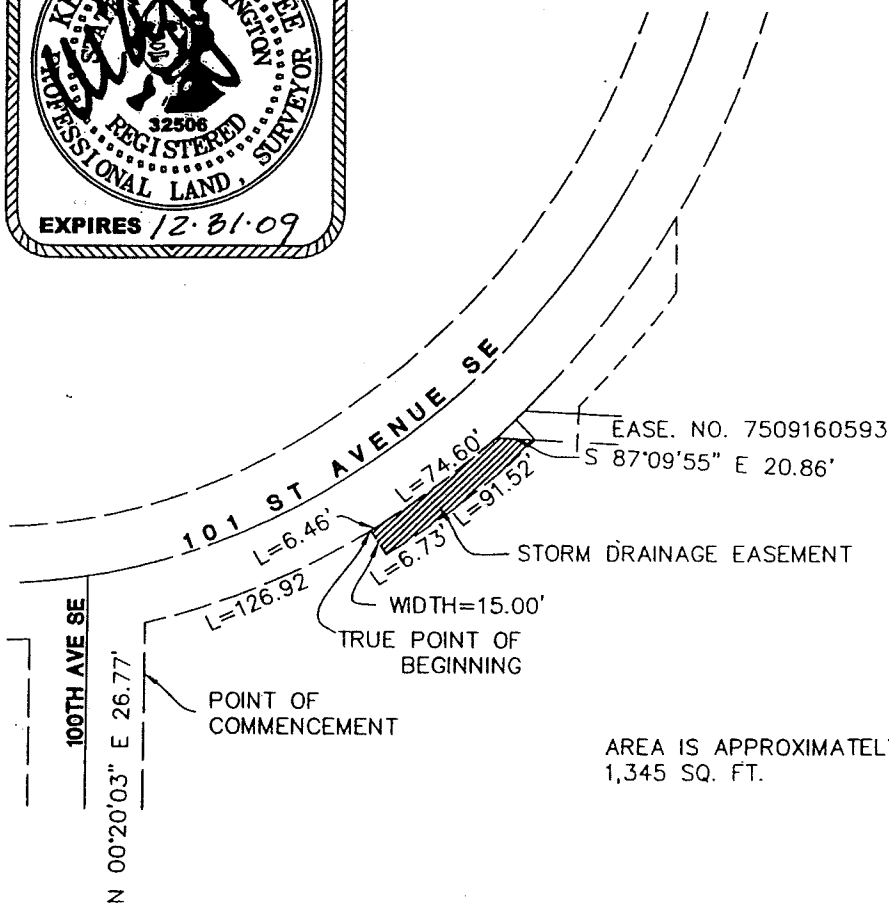 STATE
INGTON
32506
REGISTERED
PROFESSIONAL LAND, SURVEYOR
EXPIRES 12.31.09
101 ST AVENUE SE
EASE. NO. 7509160593
S 87°09'55" E 20.86'
L=74.60'
L=91.52'
L=6.46'
L=6.73'
STORM DRAINAGE EASEMENT
L=126.92
WIDTH=15.00'
TRUE POINT OF
BEGINNING
100TH AVE SE
N 00°20'03" E 26.77'
POINT OF
COMMENCEMENT
AREA IS APPROXIMATEL
1,345 SQ. FT.